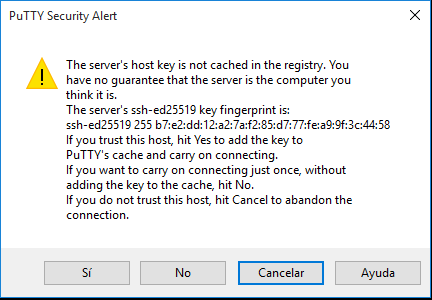 PuTTY Security Alert
The server's host key is not cached in the registry. You
have no guarantee that the server is the computer you
think it is.
The server's ssh-ed25519 key fingerprint is:
ssh-ed25519 255 b7:e2:dd:12:a2:7a:f2:85:d7:77:fe:a9:9f:3c:44:58
If you trust this host, hit Yes to add the key to
PuTTY's cache and carry on connecting.
If you want to carry on connecting just once, without
adding the key to the cache, hit No.
If you do not trust this host, hit Cancel to abandon the
connection.
Sí No Cancelar Ayuda